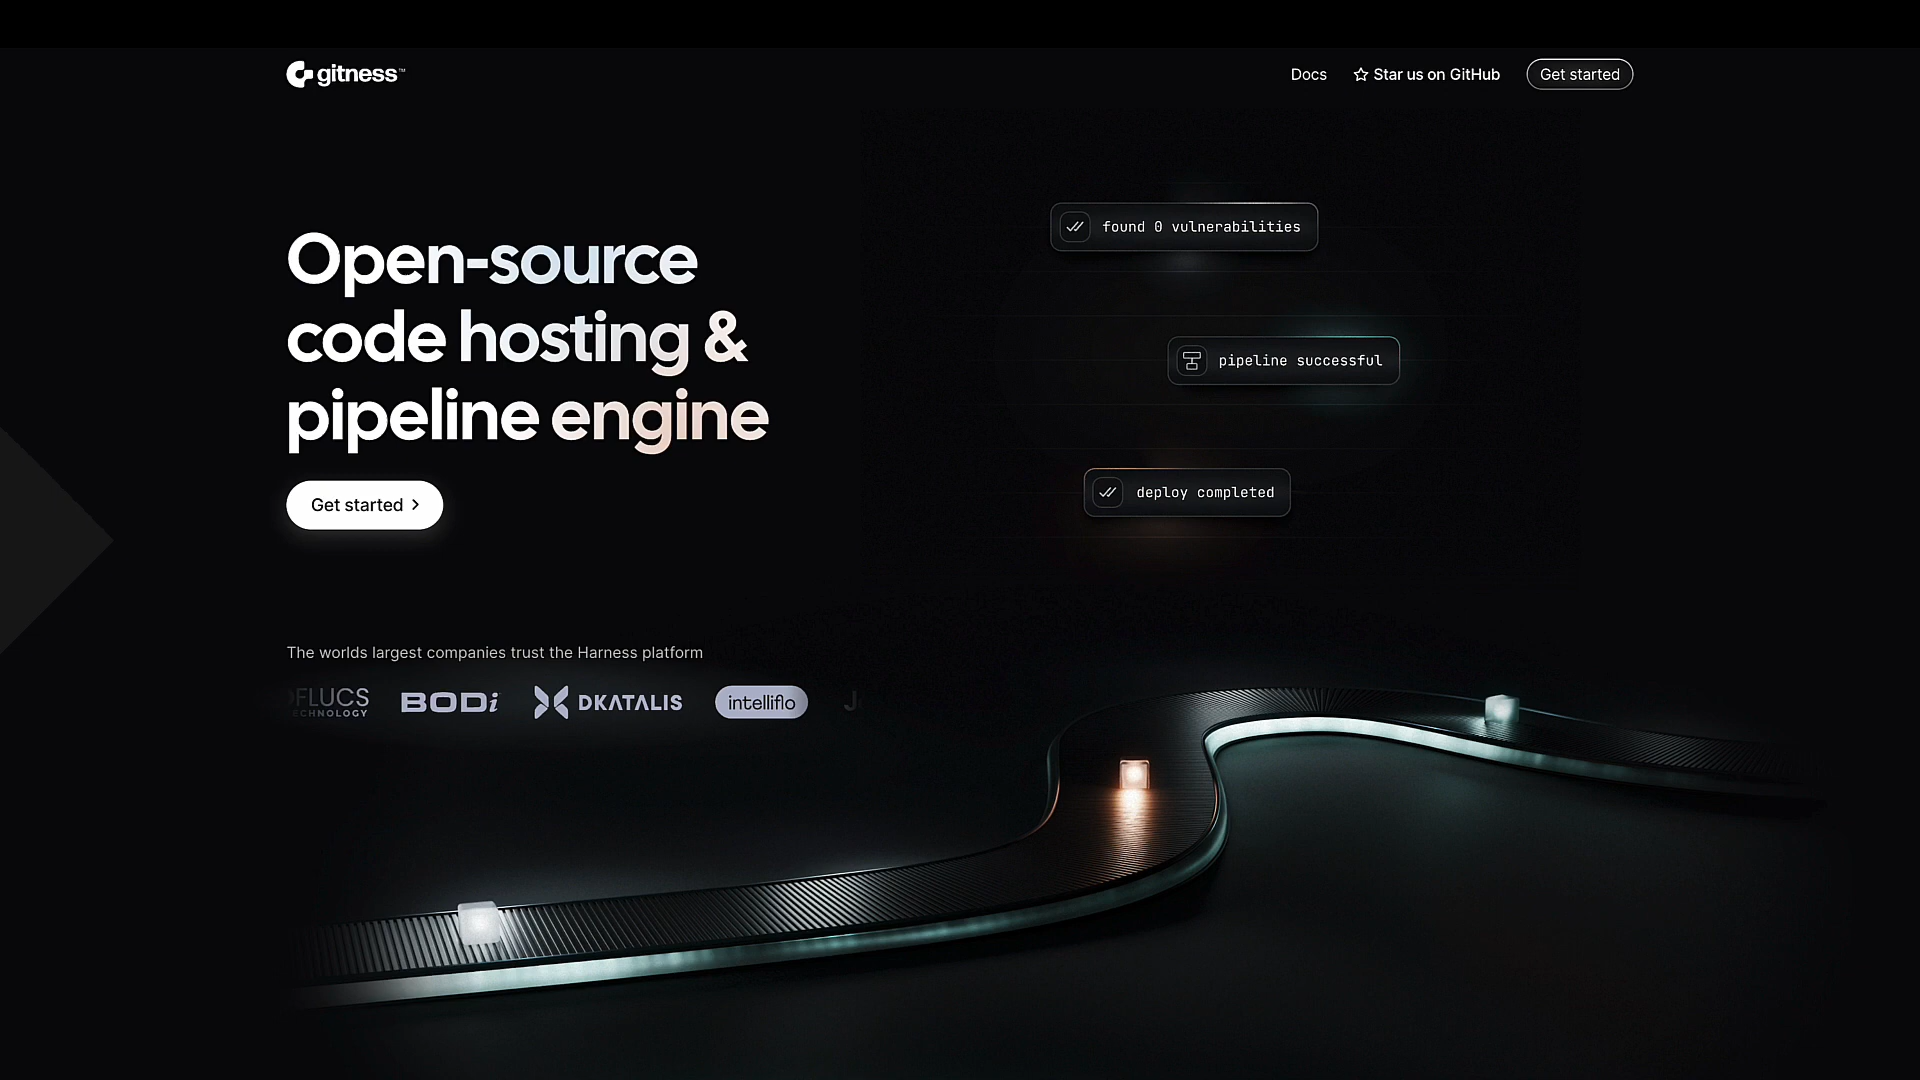 gitness™
Docs
Star us on GitHub
Get started
Open-source
code hosting &
pipeline engine
Get started
found 0 vulnerabilities
pipeline successful
deploy completed
The worlds largest companies trust the Harness platform
BODi
DKATALIS
intelliflo